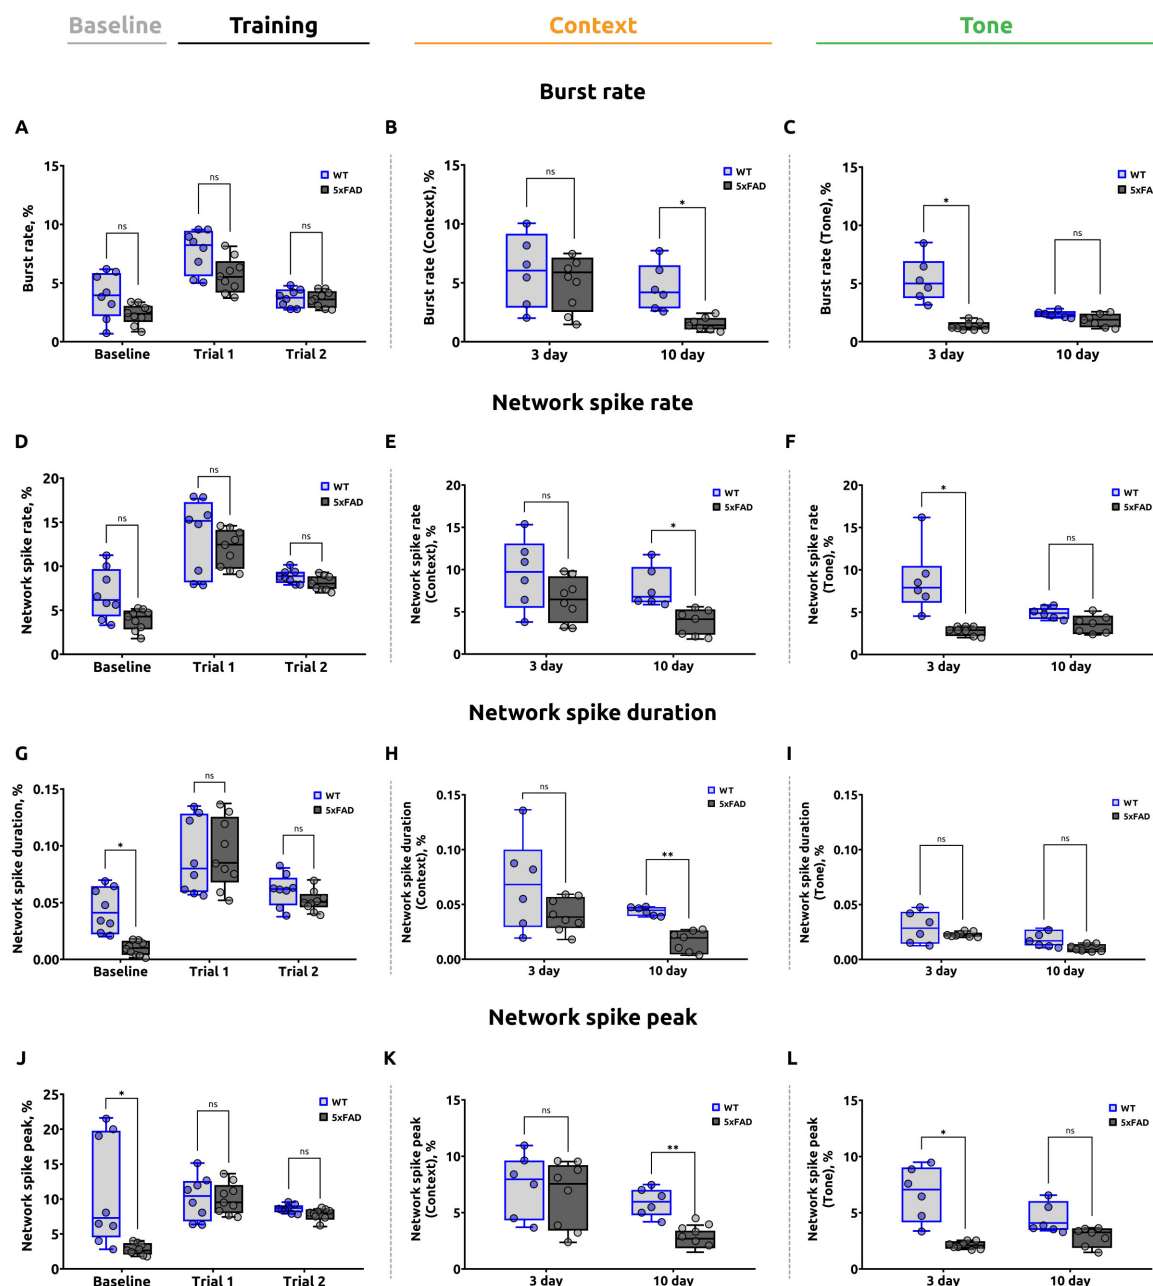 Baseline Training Context Tone
Burst rate
A B C
Burst rate, %
15
10
5
0
ns ns ns
WT
5xFAD
Baseline Trial 1 Trial 2
Burst rate (Context), %
15
10
5
0
ns *
WT
5xFAD
3 day 10 day
Burst rate (Tone), %
15
10
5
0
* ns
WT
5xFA
3 day 10 day
Network spike rate
D E F
Network spike rate, %
20
15
10
5
0
ns ns ns
WT
5xFAD
Baseline Trial 1 Trial 2
Network spike rate
(Context), %
20
15
10
5
0
ns *
WT
5xFAD
3 day 10 day
Network spike rate
(Tone), %
20
15
10
5
0
* ns
WT
5xFAD
3 day 10 day
Network spike duration
G H I
Network spike duration, %
0.15
0.10
0.05
0.00
* ns ns
WT
5xFAD
Baseline Trial 1 Trial 2
Network spike duration
(Context), %
0.15
0.10
0.05
0.00
ns **
WT
5xFAD
3 day 10 day
Network spike duration
(Tone), %
0.15
0.10
0.05
0.00
ns ns
WT
5xFAD
3 day 10 day
Network spike peak
J K L
Network spike peak, %
25
20
15
10
5
0
* ns ns
WT
5xFAD
Baseline Trial 1 Trial 2
Network spike peak
(Context), %
15
10
5
0
ns **
WT
5xFAD
3 day 10 day
Network spike peak
(Tone), %
15
10
5
0
* ns
WT
5xFAD
3 day 10 day